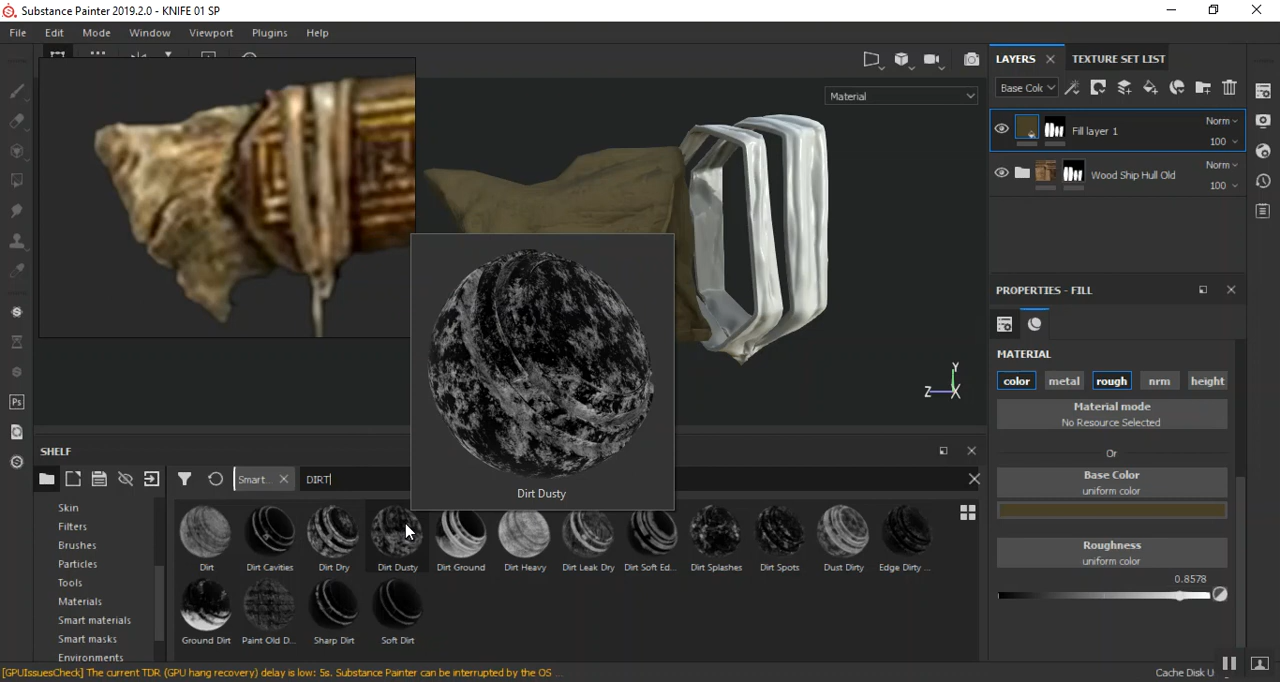 Substance Painter 2019.2.0 - KNIFE 01 SP
File Edit Mode Window Viewport Plugins Help
LAYERS TEXTURE SET LIST
Base Col
Material
Norm
Fill layer 1
100
Norm
Wood Ship Hull Old
100
PROPERTIES - FILL
MATERIAL
color metal rough nrm height
Material mode
No Resource Selected
Or
Base Color
uniform color
Roughness
uniform color
0.8578
SHELF
Smart... DIRT
Dirt Dusty
Skin
Filters
Brushes
Particles
Tools
Materials
Smart materials
Smart masks
Environments
Dirt Dirt Cavities Dirt Dry Dirt Dusty Dirt Ground Dirt Heavy Dirt Leak Dry Dirt Soft Ed... Dirt Splashes Dirt Spots Dust Dirty Edge Dirty ...
Ground Dirt Paint Old D... Sharp Dirt Soft Dirt
Ps
Y
Z X
[GPUIssuesCheck] The current TDR (GPU hang recovery) delay is low: 5s. Substance Painter can be interrupted by the OS ...
Cache Disk U